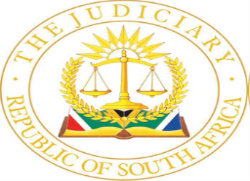 THE JUDICIARY
REPUBLIC OF SOUTH AFRICA